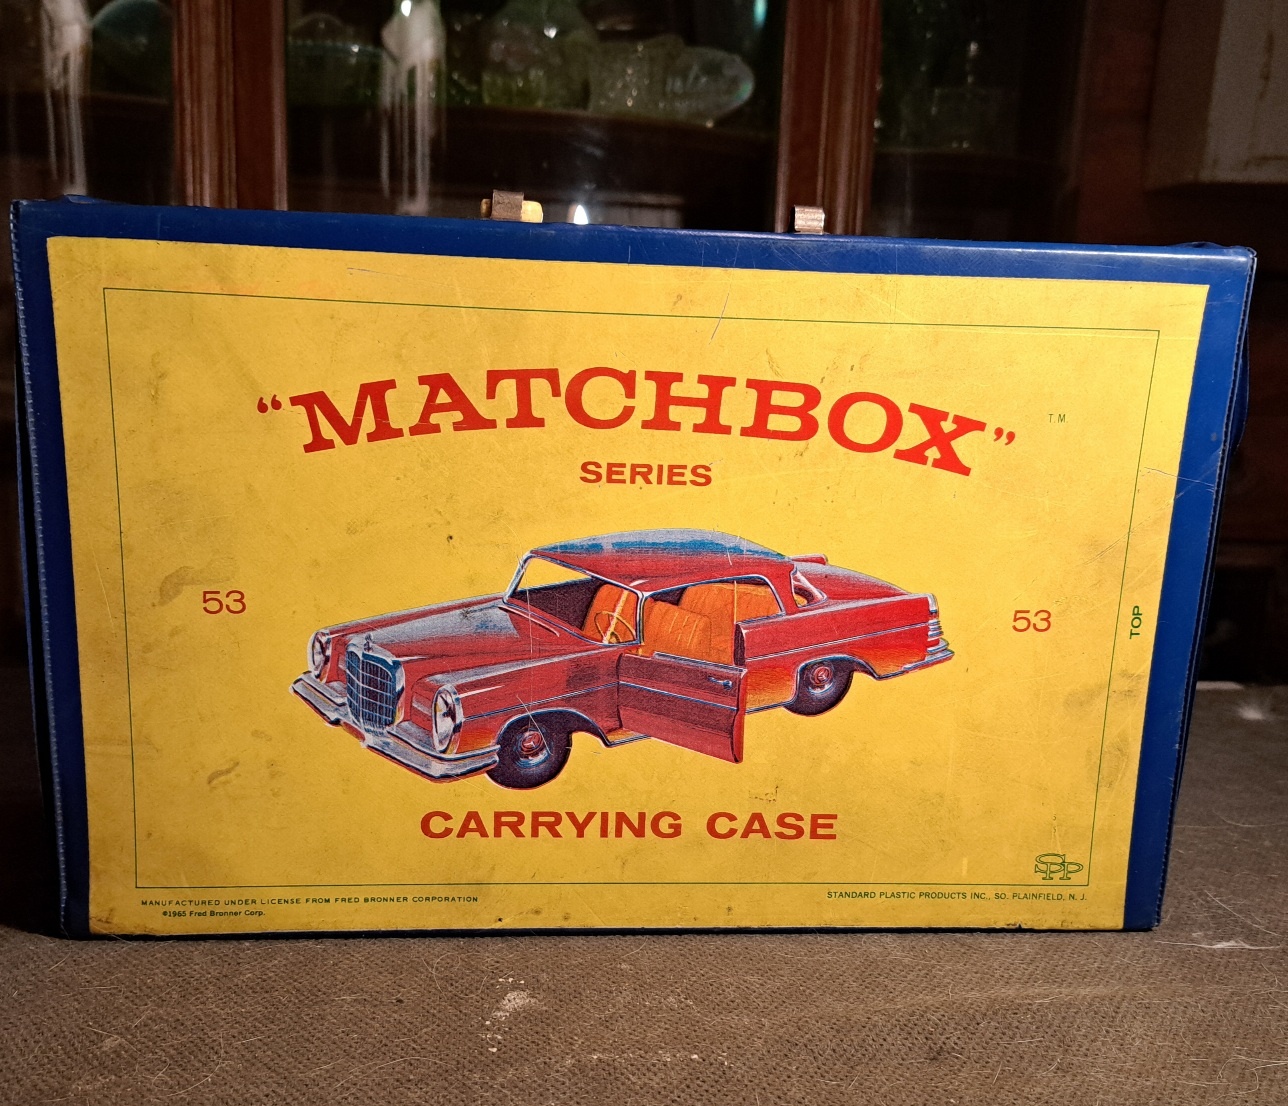 “MATCHBOX”
T.M.
SERIES
53
53
TOP
CARRYING CASE
SPP
MANUFACTURED UNDER LICENSE FROM FRED BRONNER CORPORATION
©1965 Fred Bronner Corp.
STANDARD PLASTIC PRODUCTS INC., SO. PLAINFIELD, N. J.